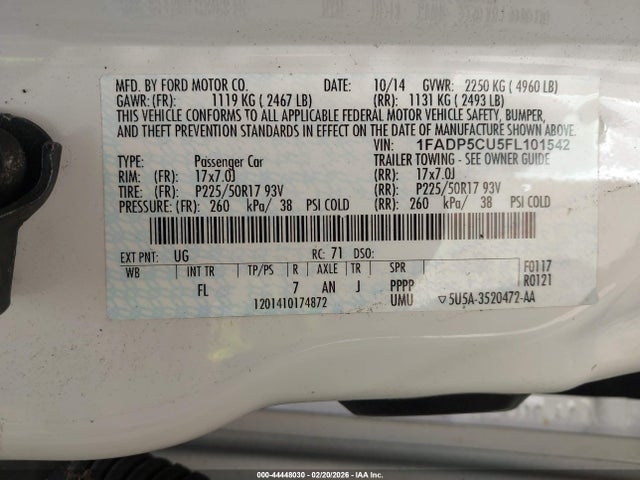 MFD. BY FORD MOTOR CO. DATE: 10/14 GVWR: 2250 KG ( 4960 LB)
GAWR: (FR): 1119 KG ( 2467 LB) (RR): 1131 KG ( 2493 LB)
THIS VEHICLE CONFORMS TO ALL APPLICABLE FEDERAL MOTOR VEHICLE SAFETY, BUMPER,
AND THEFT PREVENTION STANDARDS IN EFFECT ON THE DATE OF MANUFACTURE SHOWN ABOVE.
VIN: 1FADP5CU5FL101542
TYPE: Passenger Car TRAILER TOWING - SEE OWNER GUIDE
RIM: (FR): 17x7.0J (RR): 17x7.0J
TIRE: (FR): P225/50R17 93V (RR): P225/50R17 93V
PRESSURE: (FR): 260 kPa/ 38 PSI COLD (RR): 260 kPa/ 38 PSI COLD
EXT PNT: UG RC: 71 DSO: F0117
WB INT TR TP/PS R AXLE TR SPR R0121
FL 7 AN J PPPP
1201410174872 UMU ▽5U5A-3520472-AA
000-44448030 — 02/20/2026 — IAA Inc.